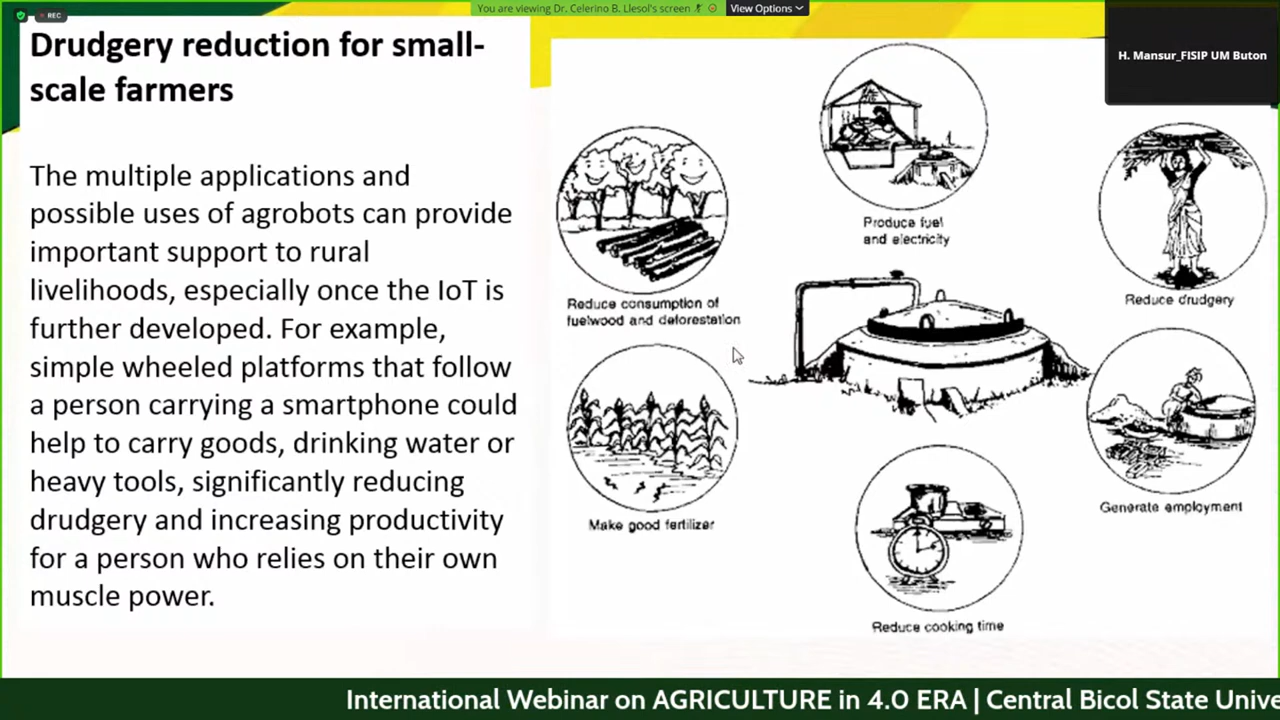 REC
You are viewing Dr. Celerino B. Llesol's screen
View Options
H. Mansur_FISIP UM Buton
Drudgery reduction for small-
scale farmers
The multiple applications and
possible uses of agrobots can provide
important support to rural
livelihoods, especially once the IoT is
further developed. For example,
simple wheeled platforms that follow
a person carrying a smartphone could
help to carry goods, drinking water or
heavy tools, significantly reducing
drudgery and increasing productivity
for a person who relies on their own
muscle power.
Produce fuel
and electricity
Reduce consumption of
fuelwood and deforestation
Reduce drudgery
Make good fertilizer
Generate employment
Reduce cooking time
International Webinar on AGRICULTURE in 4.0 ERA | Central Bicol State Unive